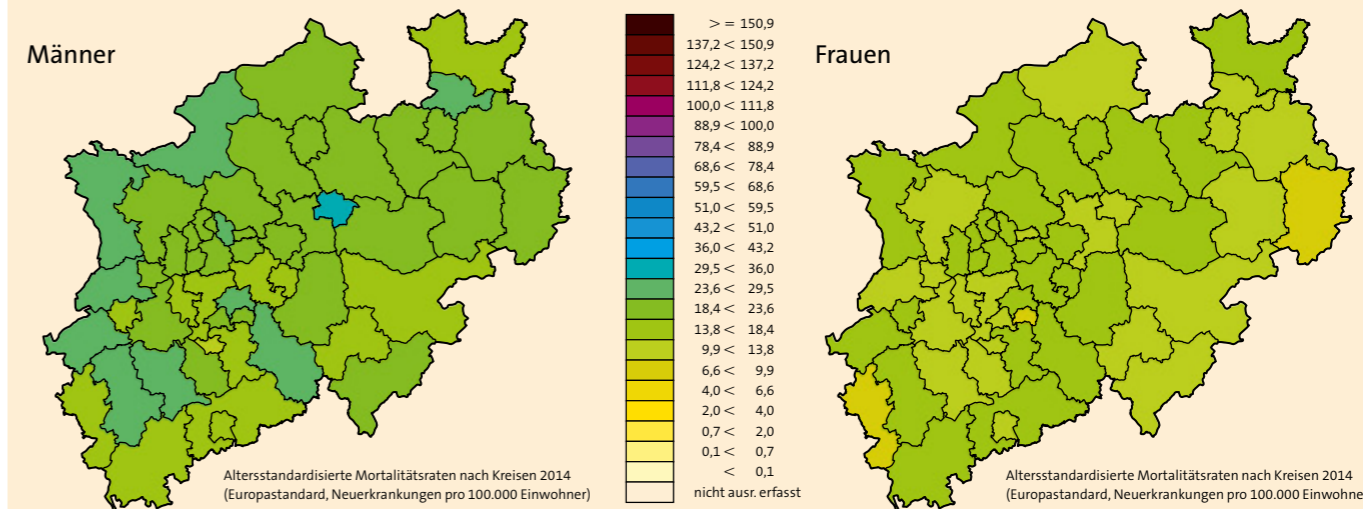 Männer
> = 150,9
137,2 < 150,9
124,2 < 137,2
111,8 < 124,2
100,0 < 111,8
88,9 < 100,0
78,4 < 88,9
68,6 < 78,4
59,5 < 68,6
51,0 < 59,5
43,2 < 51,0
36,0 < 43,2
29,5 < 36,0
23,6 < 29,5
18,4 < 23,6
13,8 < 18,4
9,9 < 13,8
6,6 < 9,9
4,0 < 6,6
2,0 < 4,0
0,7 < 2,0
0,1 < 0,7
< 0,1
nicht ausr. erfasst
Altersstandardisierte Mortalitätsraten nach Kreisen 2014
(Europastandard, Neuerkrankungen pro 100.000 Einwohner)
Frauen
Altersstandardisierte Mortalitätsraten nach Kreisen 2014
(Europastandard, Neuerkrankungen pro 100.000 Einwohne